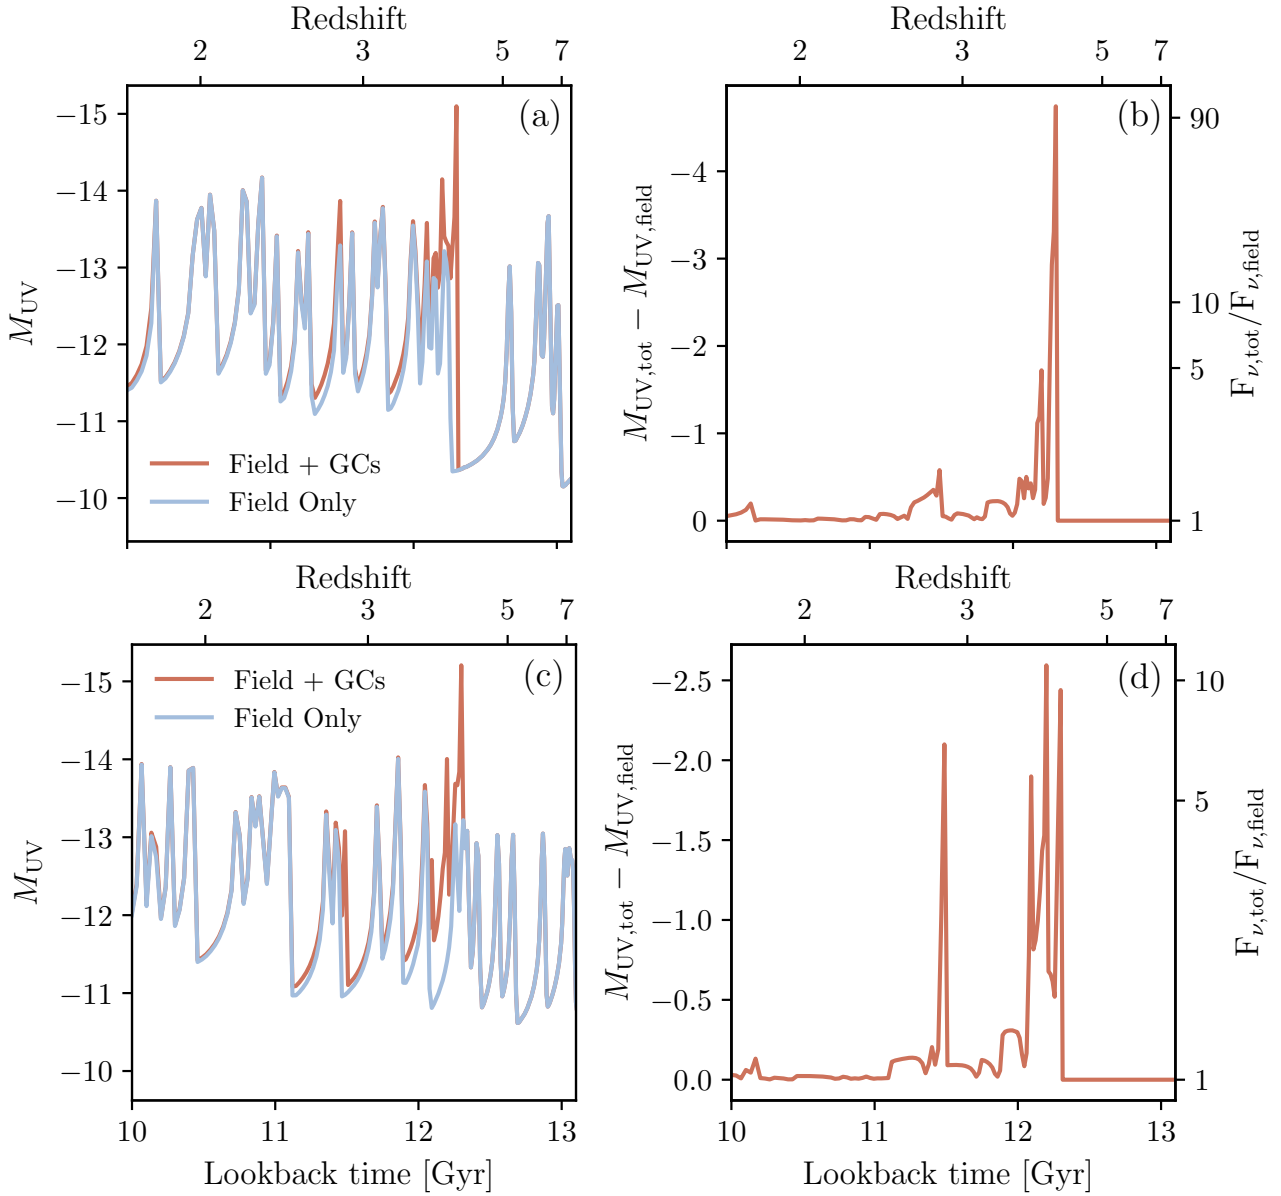 Redshift
2 3 5 7
(a)
−15
−14
−13
−12
−11
−10
M_UV
Field + GCs
Field Only
Redshift
2 3 5 7
(b)
−4
−3
−2
−1
0
M_UV,tot − M_UV,field
90
10
5
1
F_ν,tot/F_ν,field
Redshift
2 3 5 7
(c)
Field + GCs
Field Only
−15
−14
−13
−12
−11
−10
M_UV
10 11 12 13
Lookback time [Gyr]
Redshift
2 3 5 7
(d)
−2.5
−2.0
−1.5
−1.0
−0.5
0.0
M_UV,tot − M_UV,field
10
5
1
F_ν,tot/F_ν,field
10 11 12 13
Lookback time [Gyr]